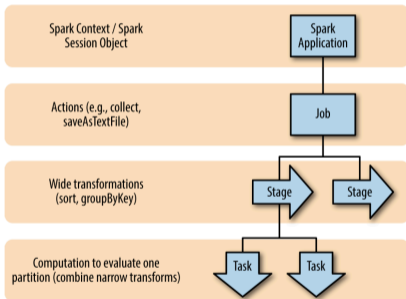 Spark Context / Spark
Session Object
Spark
Application
Actions (e.g., collect,
saveAsTextFile)
Job
Wide transformations
(sort, groupByKey)
Stage
Stage
Computation to evaluate one
partition (combine narrow transforms)
Task
Task